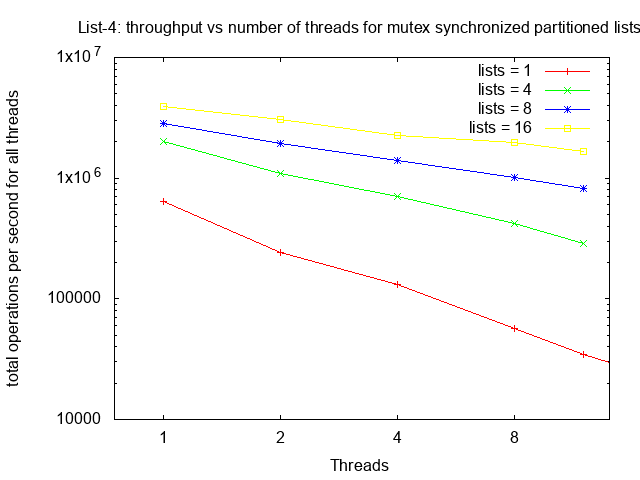 List-4: throughput vs number of threads for mutex synchronized partitioned lists
total operations per second for all threads
1x10^7
1x10^6
100000
10000
lists = 1
lists = 4
lists = 8
lists = 16
1 2 4 8
Threads